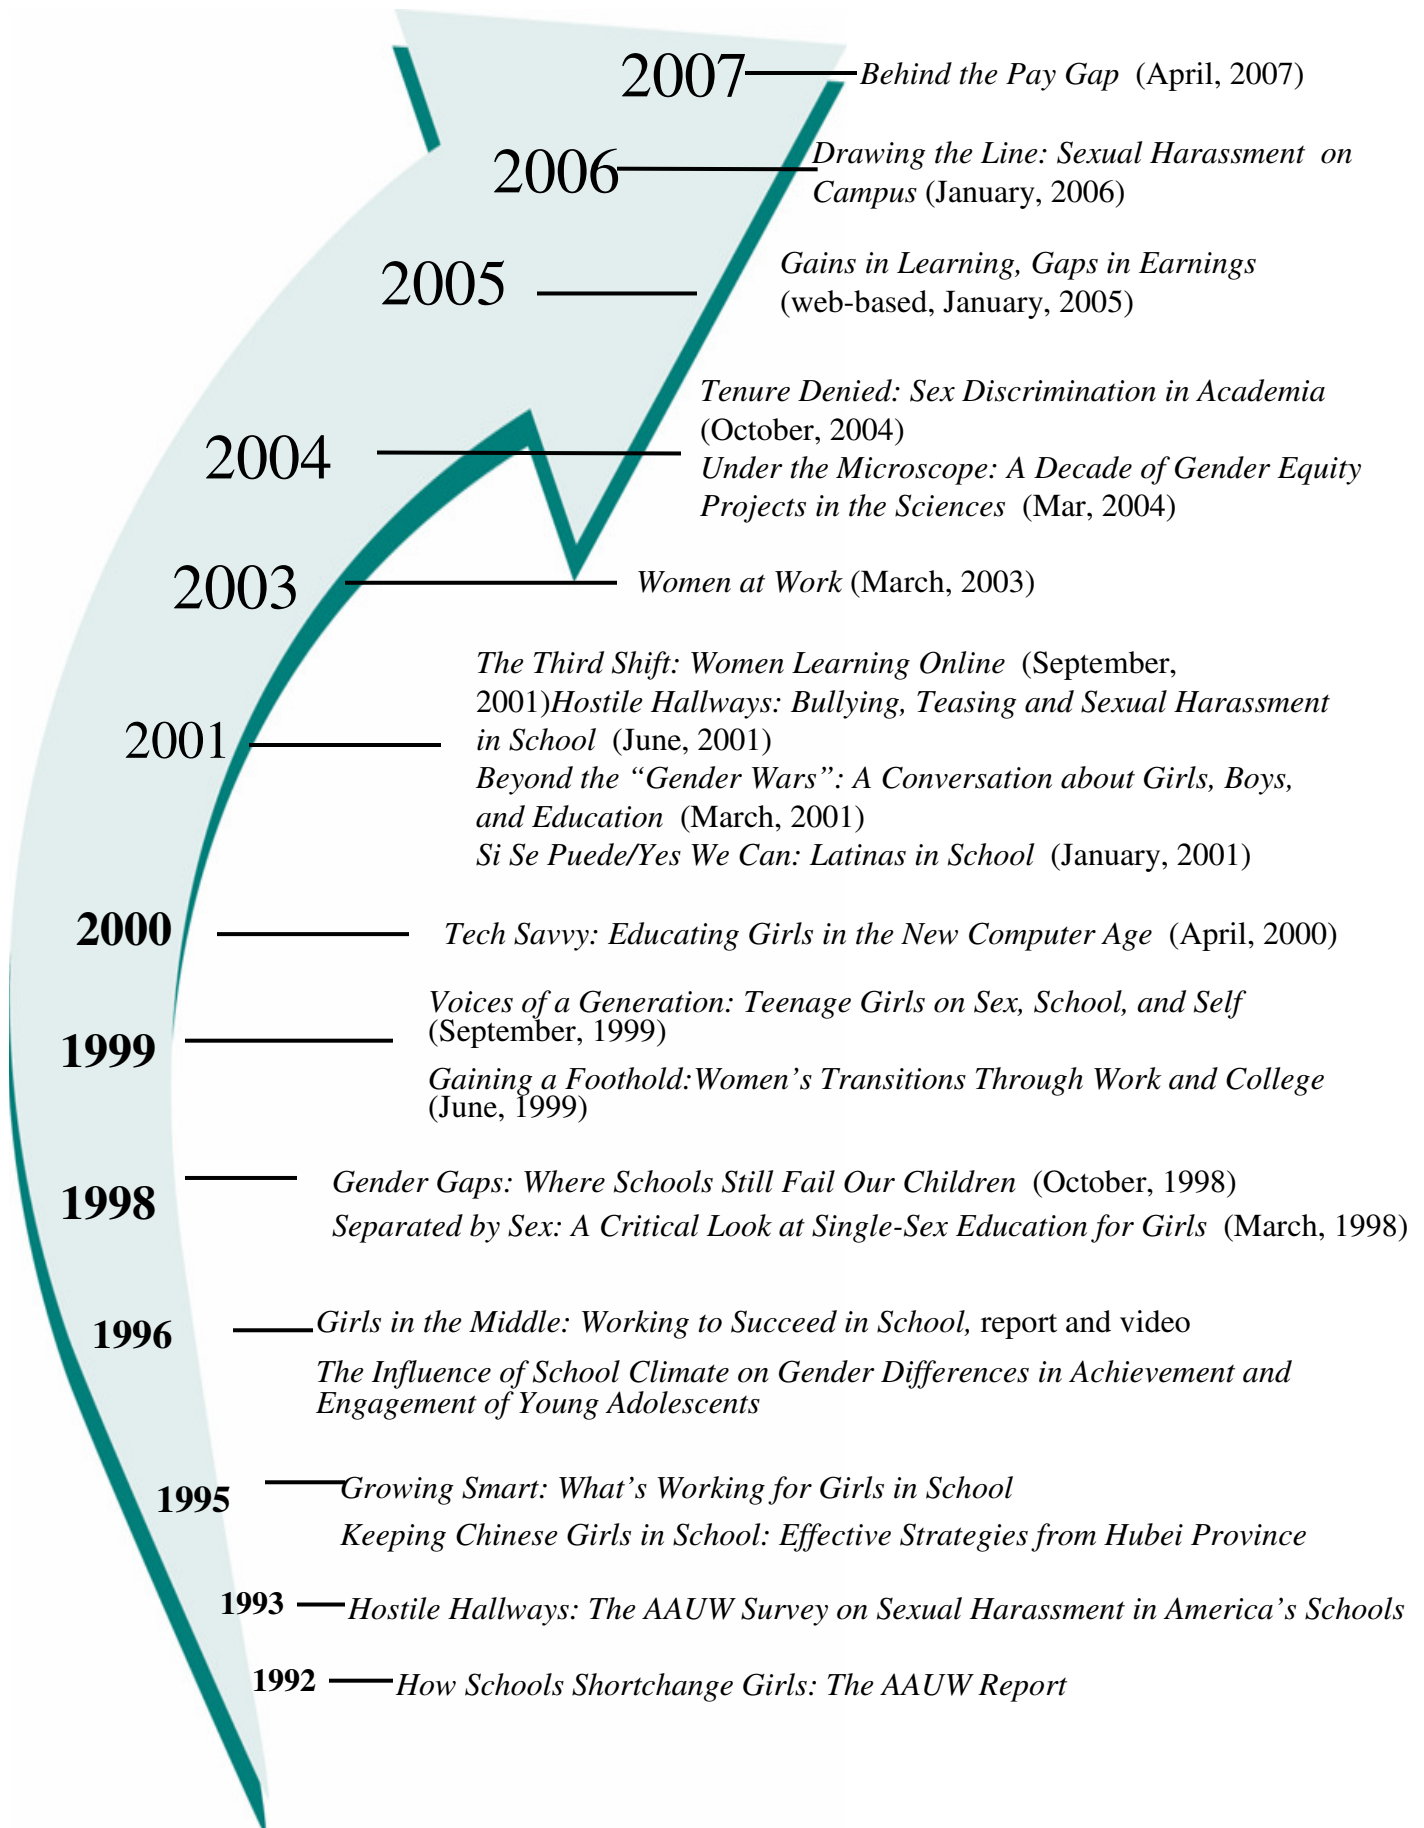 2007
Behind the Pay Gap (April, 2007)
2006
Drawing the Line: Sexual Harassment on
Campus (January, 2006)
2005
Gains in Learning, Gaps in Earnings
(web-based, January, 2005)
2004
Tenure Denied: Sex Discrimination in Academia
(October, 2004)
Under the Microscope: A Decade of Gender Equity
Projects in the Sciences (Mar, 2004)
2003
Women at Work (March, 2003)
2001
The Third Shift: Women Learning Online (September,
2001)Hostile Hallways: Bullying, Teasing and Sexual Harassment
in School (June, 2001)
Beyond the “Gender Wars”: A Conversation about Girls, Boys,
and Education (March, 2001)
Si Se Puede/Yes We Can: Latinas in School (January, 2001)
2000
Tech Savvy: Educating Girls in the New Computer Age (April, 2000)
1999
Voices of a Generation: Teenage Girls on Sex, School, and Self
(September, 1999)
Gaining a Foothold:Women’s Transitions Through Work and College
(June, 1999)
1998
Gender Gaps: Where Schools Still Fail Our Children (October, 1998)
Separated by Sex: A Critical Look at Single-Sex Education for Girls (March, 1998)
1996
Girls in the Middle: Working to Succeed in School, report and video
The Influence of School Climate on Gender Differences in Achievement and
Engagement of Young Adolescents
1995
Growing Smart: What’s Working for Girls in School
Keeping Chinese Girls in School: Effective Strategies from Hubei Province
1993
Hostile Hallways: The AAUW Survey on Sexual Harassment in America’s Schools
1992
How Schools Shortchange Girls: The AAUW Report